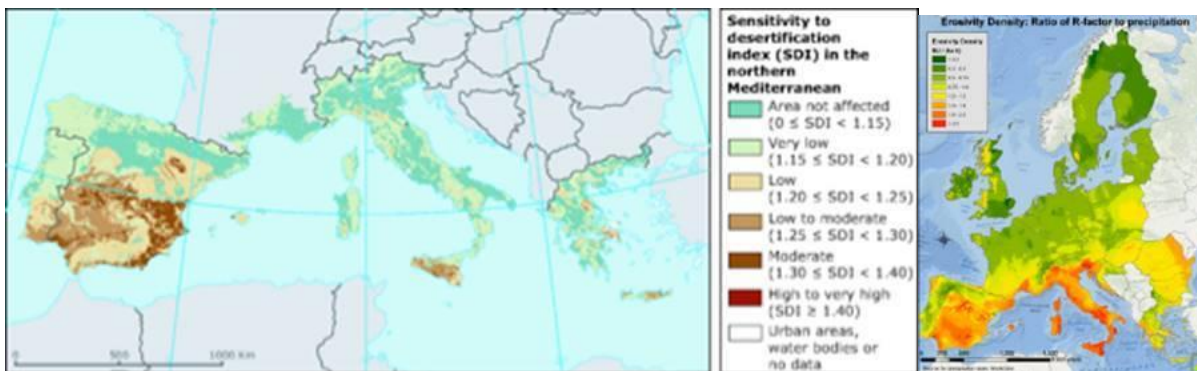 Sensitivity to
desertification
index (SDI) in the
northern
Mediterranean
Area not affected
(0 ≤ SDI < 1.15)
Very low
(1.15 ≤ SDI < 1.20)
Low
(1.20 ≤ SDI < 1.25)
Low to moderate
(1.25 ≤ SDI < 1.30)
Moderate
(1.30 ≤ SDI < 1.40)
High to very high
(SDI ≥ 1.40)
Urban areas,
water bodies or
no data
0 500 1000 km
Erosivity Density: Ratio of R-factor to precipitation
Erosivity Density